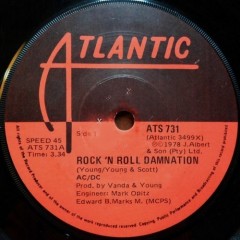 ATLANTIC
Side 1
SPEED 45
ATS 731A
Time: 3.34
ATS 731
(Atlantic 3499X)
℗1978 J.Albert
& Son (Pty) Ltd.
ROCK 'N ROLL DAMNATION
(Young/Young & Scott)
AC/DC
Prod. by Vanda & Young
Engineer: Mark Opitz
Edward B.Marks M. (MCPS)